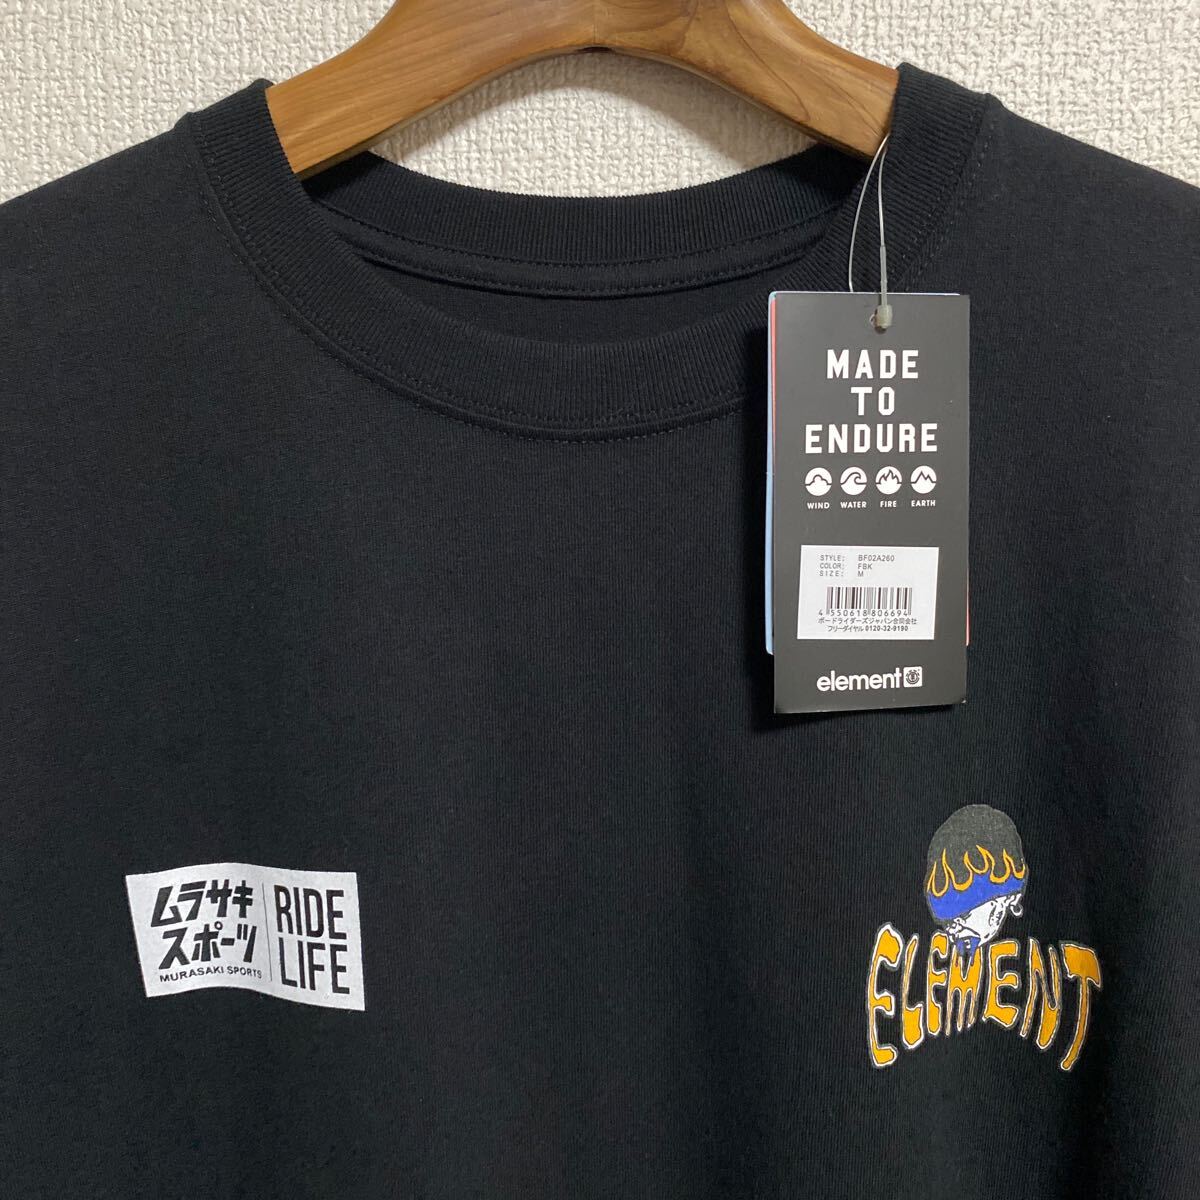 MADE
TO
ENDURE
WIND WATER FIRE EARTH
STYLE: BF02A260
COLOR: FBK
SIZE: M
4 550618 806694
ボードライダーズジャパン合同会社
フリーダイヤル 0120-32-9190
element
ムラサキ
スポーツ
MURASAKI SPORTS
RIDE
LIFE
ELEMENT